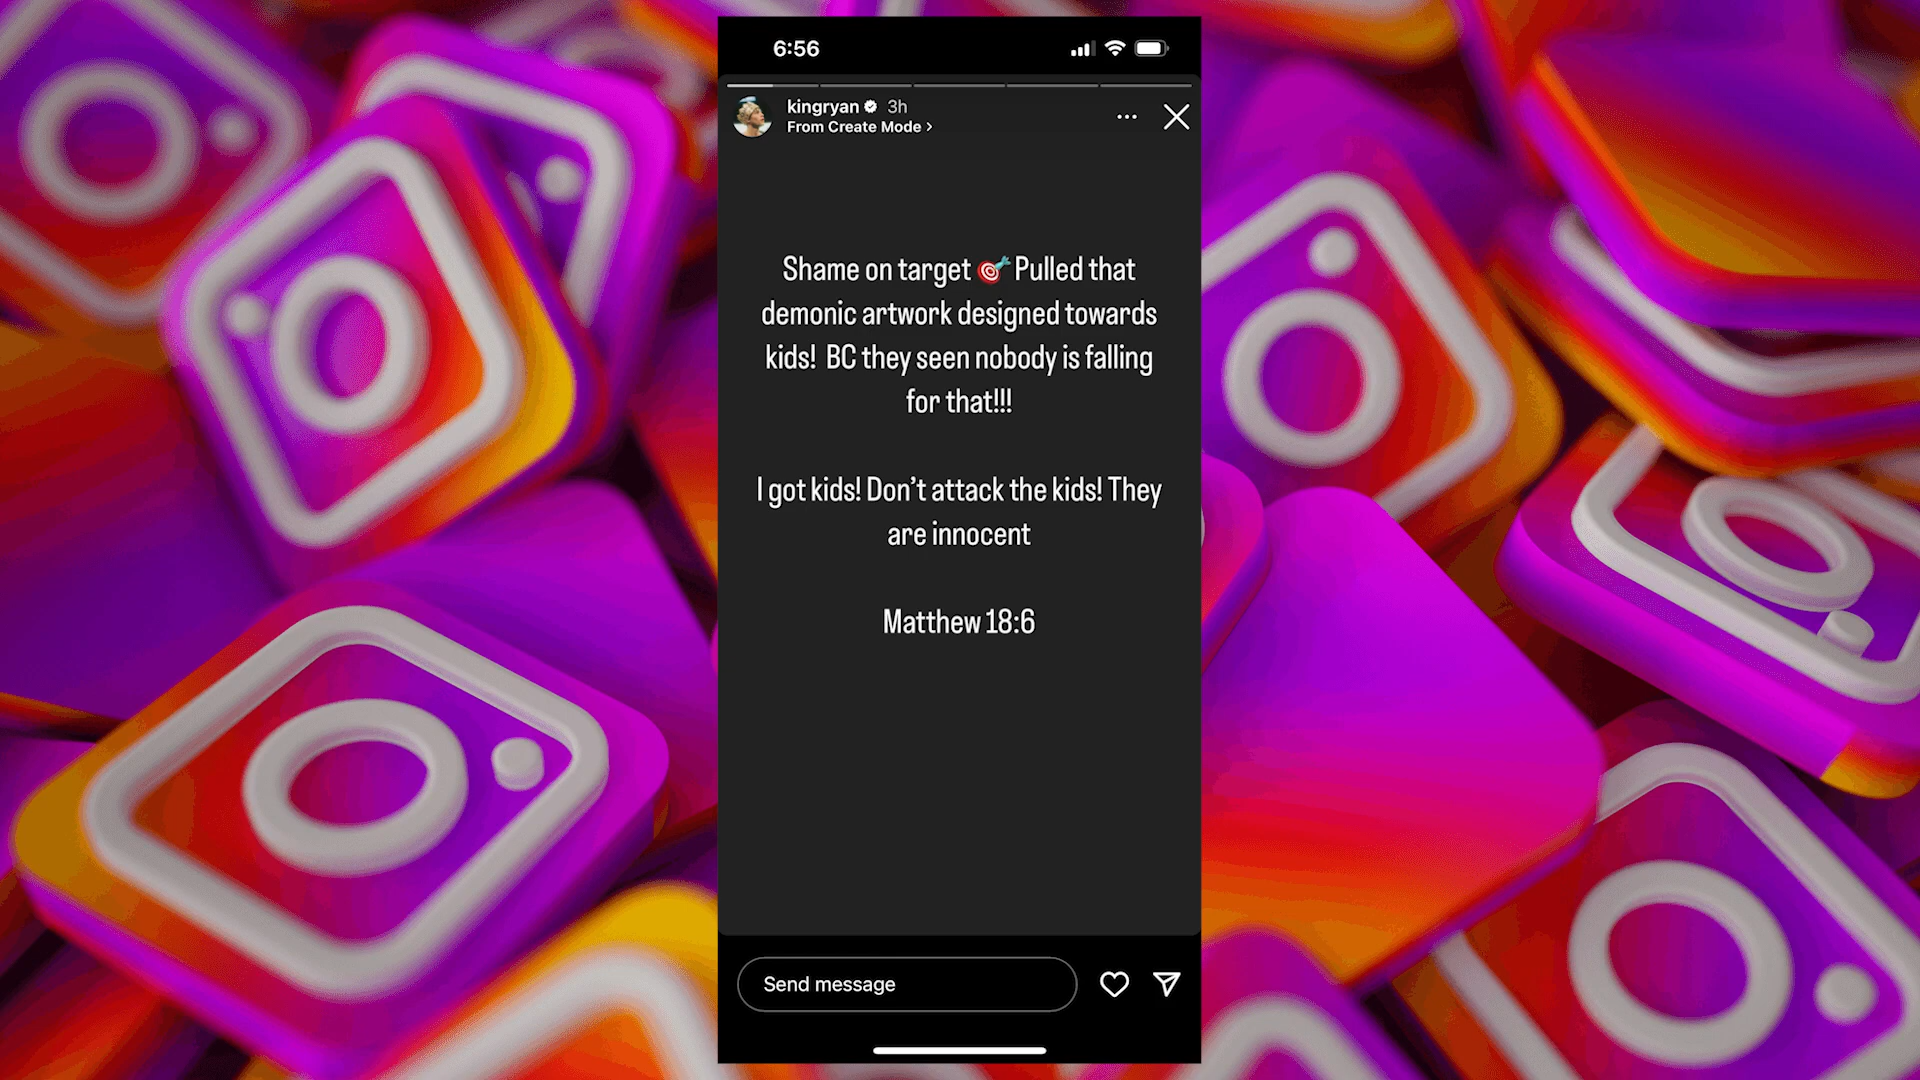 6:56
kingryan 3h
From Create Mode ›
Shame on target 🎯 Pulled that
demonic artwork designed towards
kids!  BC they seen nobody is falling
for that!!!
I got kids! Don’t attack the kids! They
are innocent
Matthew 18:6
Send message